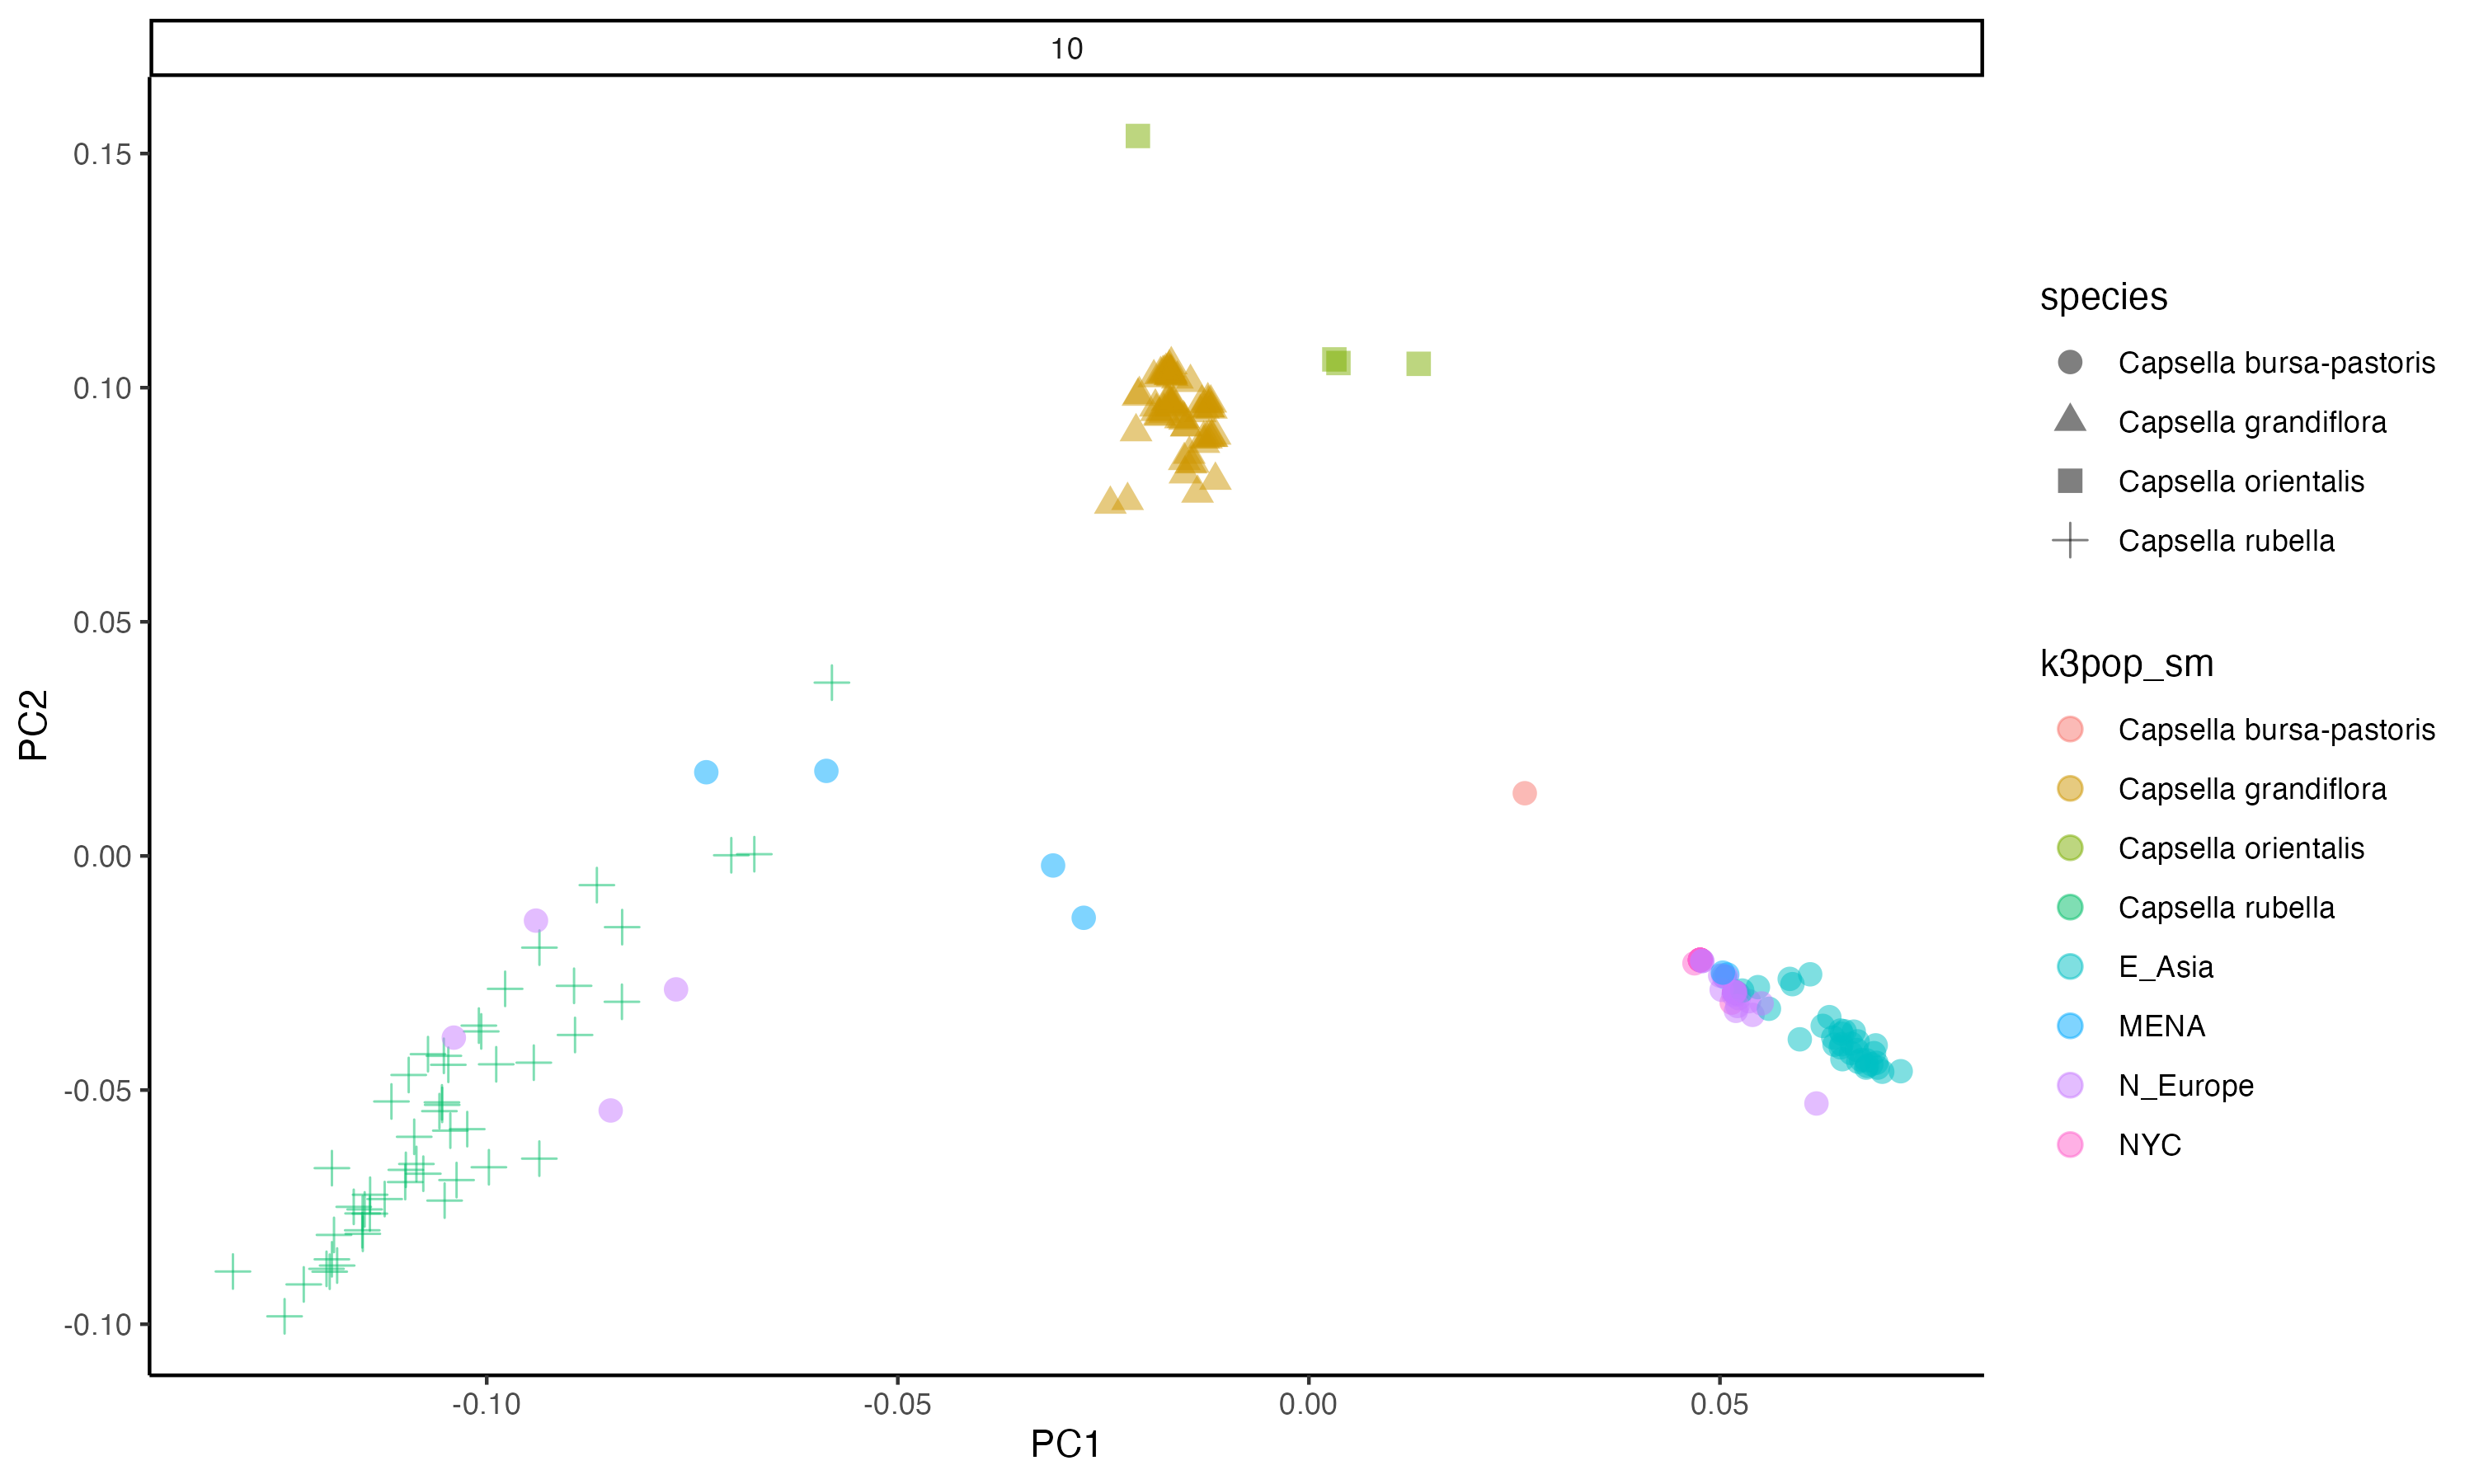 10
0.15
0.10
0.05
0.00
-0.05
-0.10
PC2
-0.10
-0.05
0.00
0.05
PC1
species
Capsella bursa-pastoris
Capsella grandiflora
Capsella orientalis
Capsella rubella
k3pop_sm
Capsella bursa-pastoris
Capsella grandiflora
Capsella orientalis
Capsella rubella
E_Asia
MENA
N_Europe
NYC